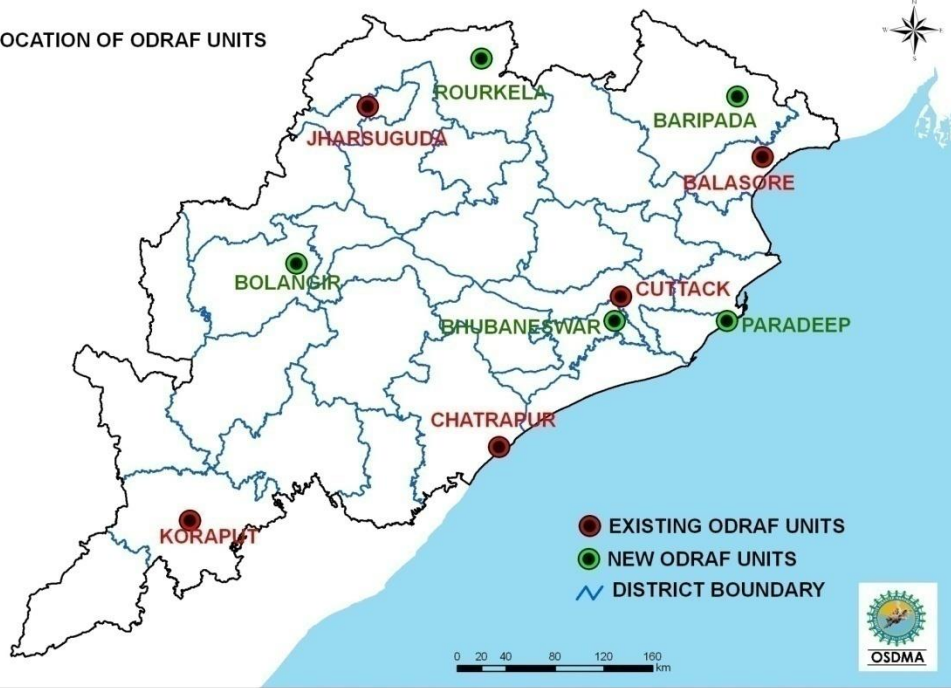 OCATION OF ODRAF UNITS
N
W E
S
ROURKELA
BARIPADA
JHARSUGUDA
BALASORE
BOLANGIR
CUTTACK
BHUBANESWAR
PARADEEP
CHATRAPUR
KORAPUT
EXISTING ODRAF UNITS
NEW ODRAF UNITS
DISTRICT BOUNDARY
0 20 40 80 120 160
km
OSDMA